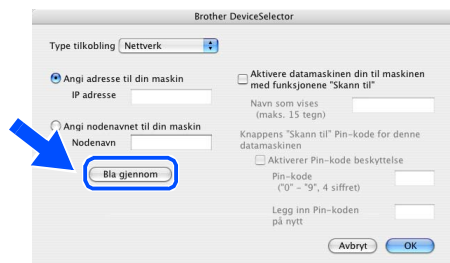 Brother DeviceSelector
Type tilkobling Nettverk
Angi adresse til din maskin
IP adresse
Angi nodenavnet til din maskin
Nodenavn
Bla gjennom
Aktivere datamaskinen din til maskinen
med funksjonene "Skann til"
Navn som vises
(maks. 15 tegn)
Knappens "Skann til" Pin-kode for denne
datamaskinen
Aktiverer Pin-kode beskyttelse
Pin-kode
("0" - "9", 4 siffret)
Legg inn Pin-koden
på nytt
Avbryt OK